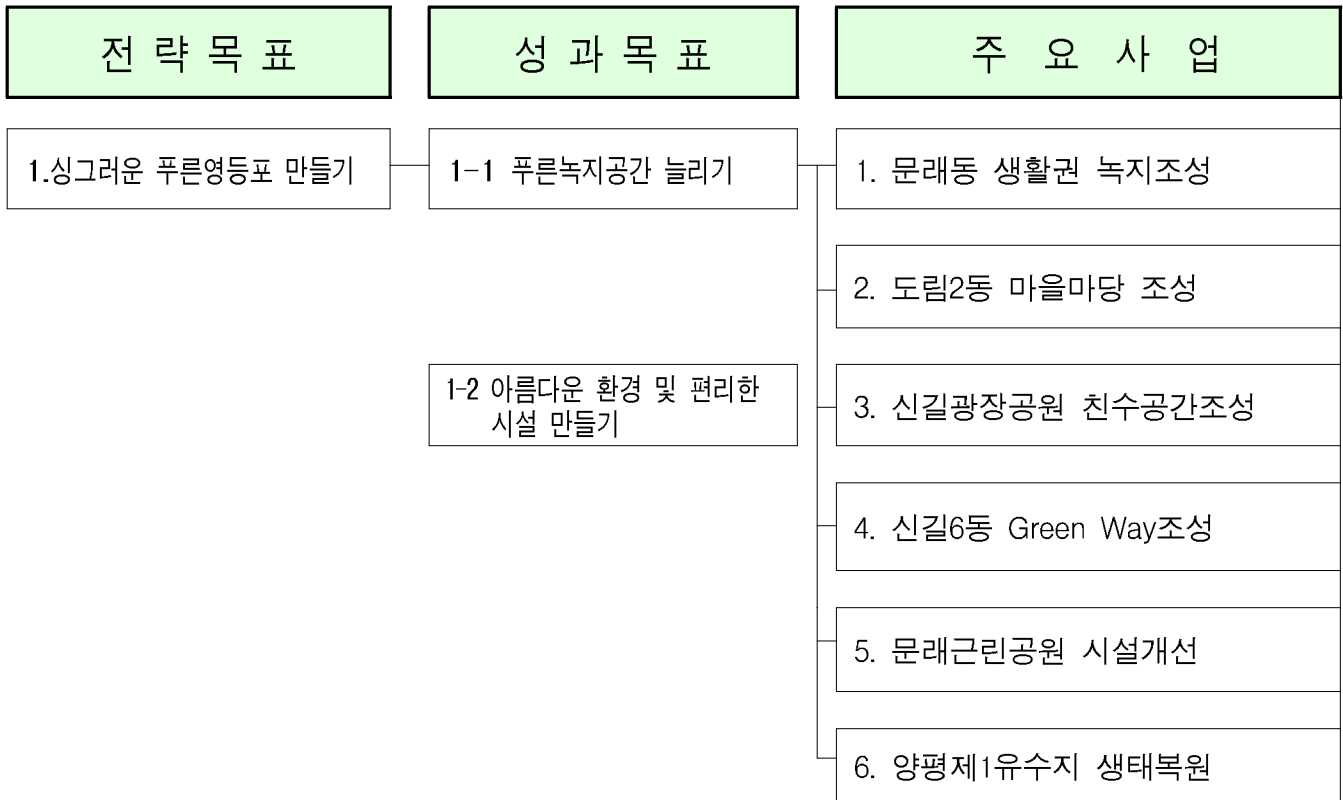 전 략 목 표
성 과 목 표
주 요 사 업
1.싱그러운 푸른영등포 만들기
1-1 푸른녹지공간 늘리기
1. 문래동 생활권 녹지조성
2. 도림2동 마을마당 조성
1-2 아름다운 환경 및 편리한
시설 만들기
3. 신길광장공원 친수공간조성
4. 신길6동 Green Way조성
5. 문래근린공원 시설개선
6. 양평제1유수지 생태복원